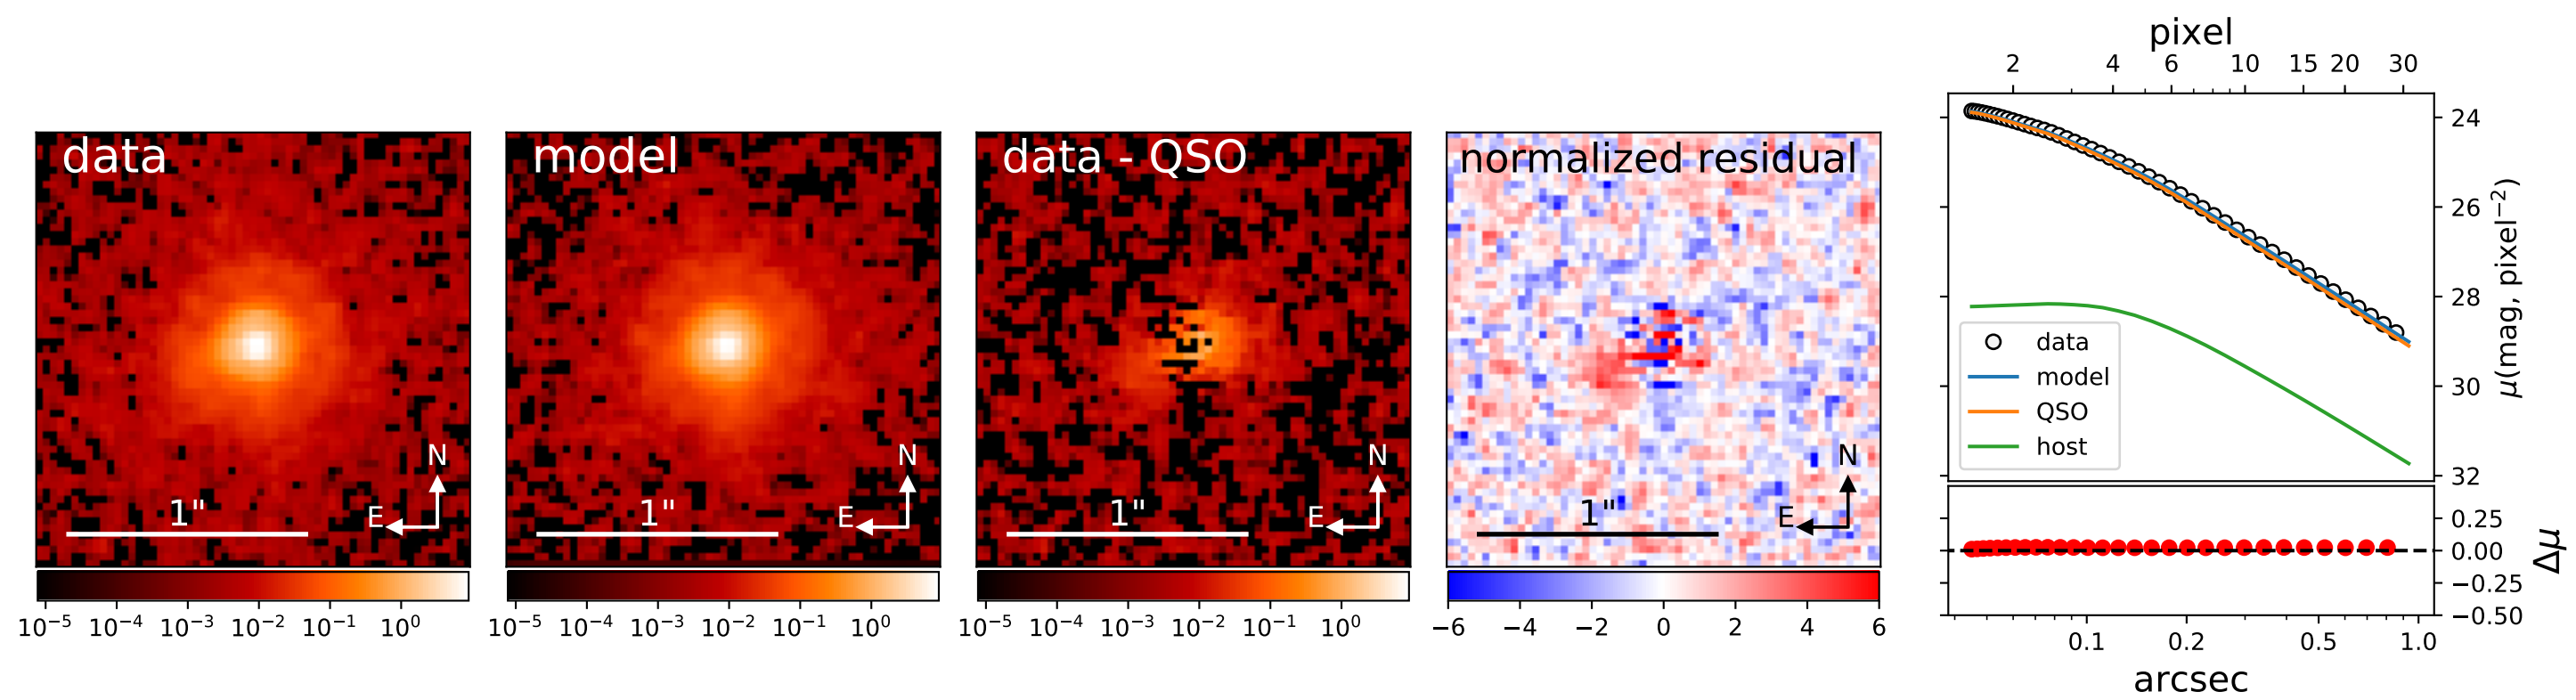 data
N
E
1"
10⁻⁵ 10⁻⁴ 10⁻³ 10⁻² 10⁻¹ 10⁰
model
N
E
1"
10⁻⁵ 10⁻⁴ 10⁻³ 10⁻² 10⁻¹ 10⁰
data - QSO
N
E
1"
10⁻⁵ 10⁻⁴ 10⁻³ 10⁻² 10⁻¹ 10⁰
normalized residual
N
E
1"
−6 −4 −2 0 2 4 6
pixel
2 4 6 10 15 20 30
24
26
28
30
32
μ(mag, pixel⁻²)
data
model
QSO
host
0.25
0.00
−0.25
−0.50
Δμ
0.1 0.2 0.5 1.0
arcsec